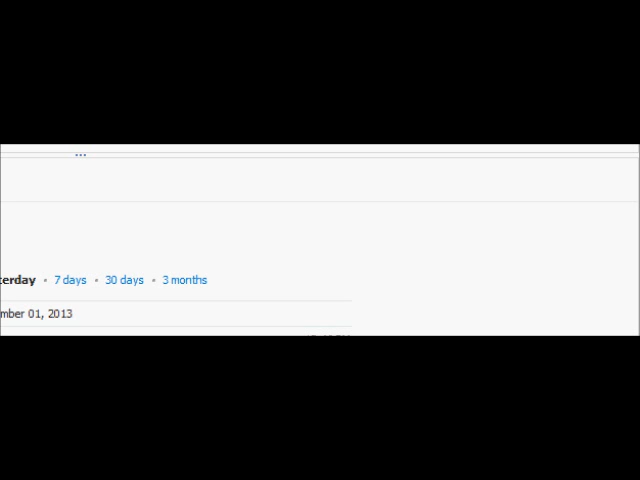 terday • 7 days • 30 days • 3 months
mber 01, 2013